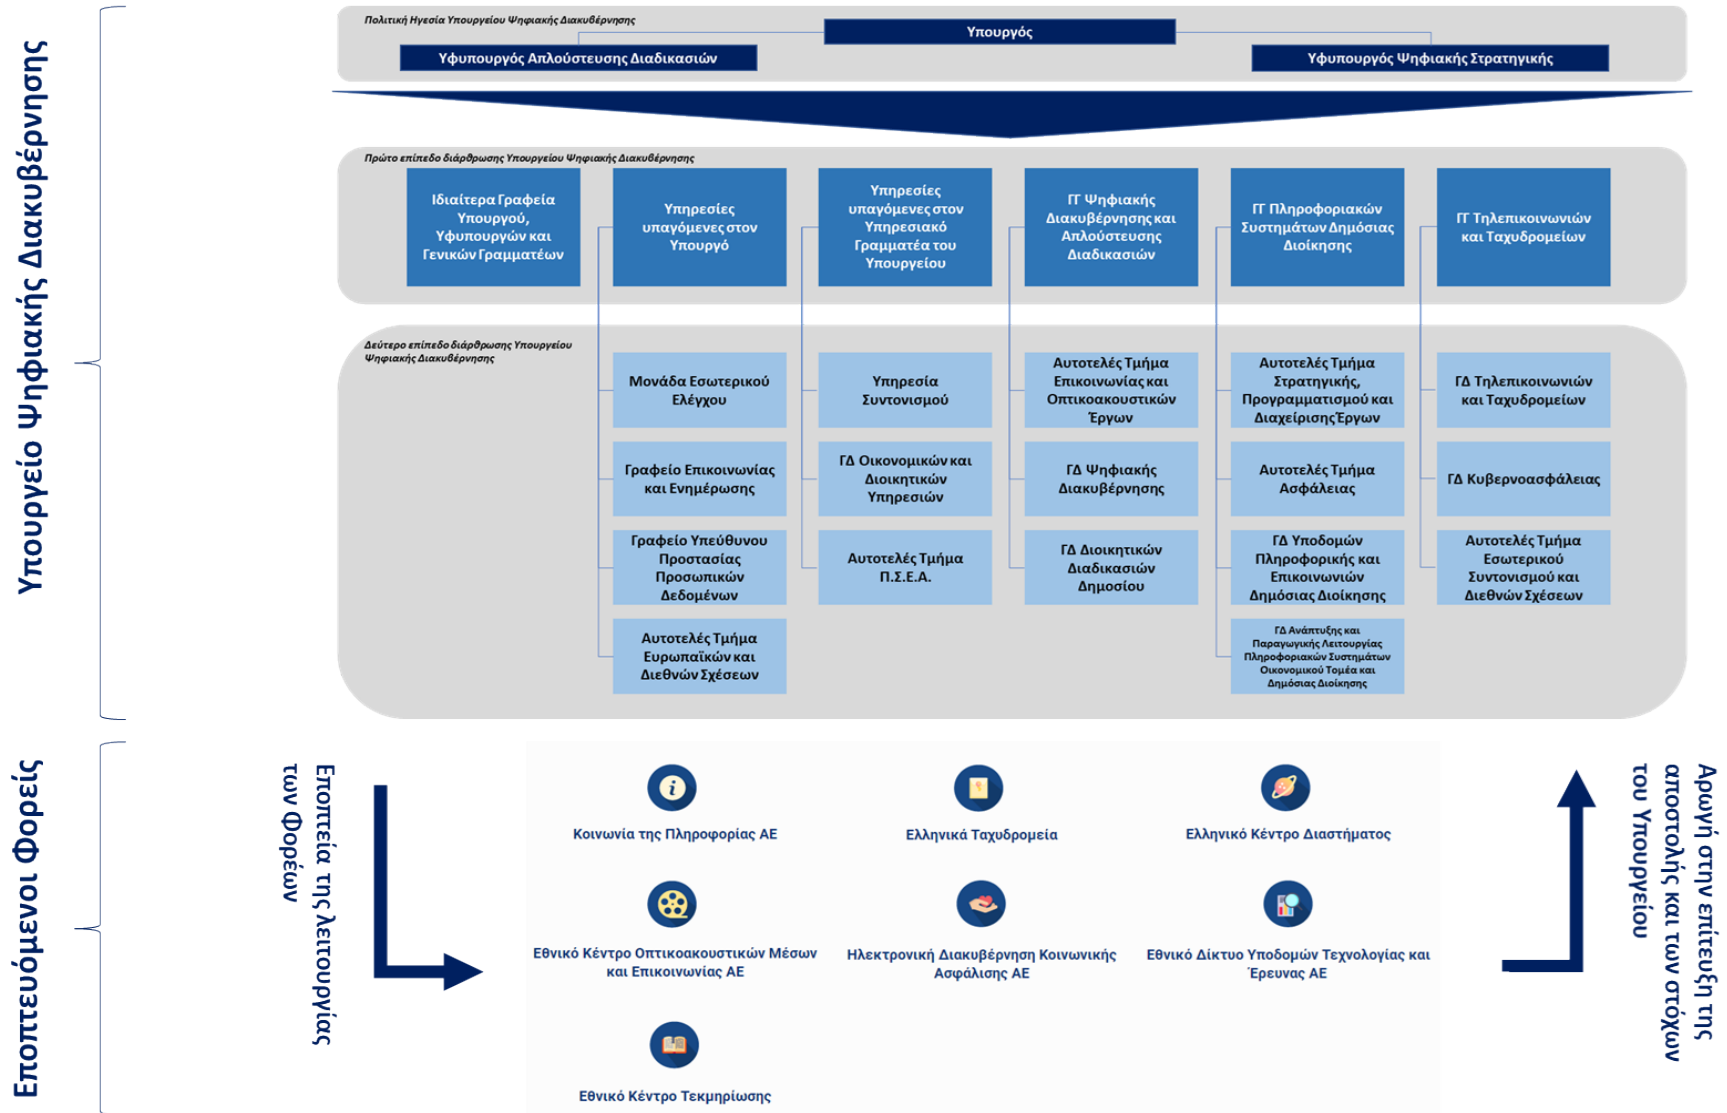 Υπουργείο Ψηφιακής Διακυβέρνησης
Πολιτική Ηγεσία Υπουργείου Ψηφιακής Διακυβέρνησης
Υπουργός
Υφυπουργός Απλούστευσης Διαδικασιών
Υφυπουργός Ψηφιακής Στρατηγικής
Πρώτο επίπεδο διάρθρωσης Υπουργείου Ψηφιακής Διακυβέρνησης
Ιδιαίτερα Γραφεία
Υπουργού,
Υφυπουργών και
Γενικών Γραμματέων
Υπηρεσίες
υπαγόμενες στον
Υπουργό
Υπηρεσίες
υπαγόμενες στον
Υπηρεσιακό
Γραμματέα του
Υπουργείου
ΓΓ Ψηφιακής
Διακυβέρνησης και
Απλούστευσης
Διαδικασιών
ΓΓ Πληροφοριακών
Συστημάτων Δημόσιας
Διοίκησης
ΓΓ Τηλεπικοινωνιών
και Ταχυδρομείων
Δεύτερο επίπεδο διάρθρωσης Υπουργείου
Ψηφιακής Διακυβέρνησης
Μονάδα Εσωτερικού
Ελέγχου
Υπηρεσία
Συντονισμού
Αυτοτελές Τμήμα
Επικοινωνίας και
Οπτικοακουστικών
Έργων
Αυτοτελές Τμήμα
Στρατηγικής,
Προγραμματισμού και
Διαχείρισης Έργων
ΓΔ Τηλεπικοινωνιών
και Ταχυδρομείων
Γραφείο Επικοινωνίας
και Ενημέρωσης
ΓΔ Οικονομικών και
Διοικητικών
Υπηρεσιών
ΓΔ Ψηφιακής
Διακυβέρνησης
Αυτοτελές Τμήμα
Ασφάλειας
ΓΔ Κυβερνοασφάλειας
Γραφείο Υπεύθυνου
Προστασίας
Προσωπικών
Δεδομένων
Αυτοτελές Τμήμα
Π.Σ.Ε.Α.
ΓΔ Διοικητικών
Διαδικασιών
Δημοσίου
ΓΔ Υποδομών
Πληροφορικής και
Επικοινωνιών
Δημόσιας Διοίκησης
Αυτοτελές Τμήμα
Εσωτερικού
Συντονισμού και
Διεθνών Σχέσεων
Αυτοτελές Τμήμα
Ευρωπαϊκών και
Διεθνών Σχέσεων
ΓΔ Ανάπτυξης και
Παραγωγικής Λειτουργίας
Πληροφοριακών Συστημάτων
Οικονομικού Τομέα και
Δημόσιας Διοίκησης
Εποπτευόμενοι Φορείς
Εποπτεία της λειτουργίας
των Φορέων
Κοινωνία της Πληροφορίας ΑΕ
Ελληνικά Ταχυδρομεία
Ελληνικό Κέντρο Διαστήματος
Εθνικό Κέντρο Οπτικοακουστικών Μέσων
και Επικοινωνίας ΑΕ
Ηλεκτρονική Διακυβέρνηση Κοινωνικής
Ασφάλισης ΑΕ
Εθνικό Δίκτυο Υποδομών Τεχνολογίας και
Έρευνας ΑΕ
Εθνικό Κέντρο Τεκμηρίωσης
Αρωγή στην επίτευξη της
αποστολής και των στόχων
του Υπουργείου